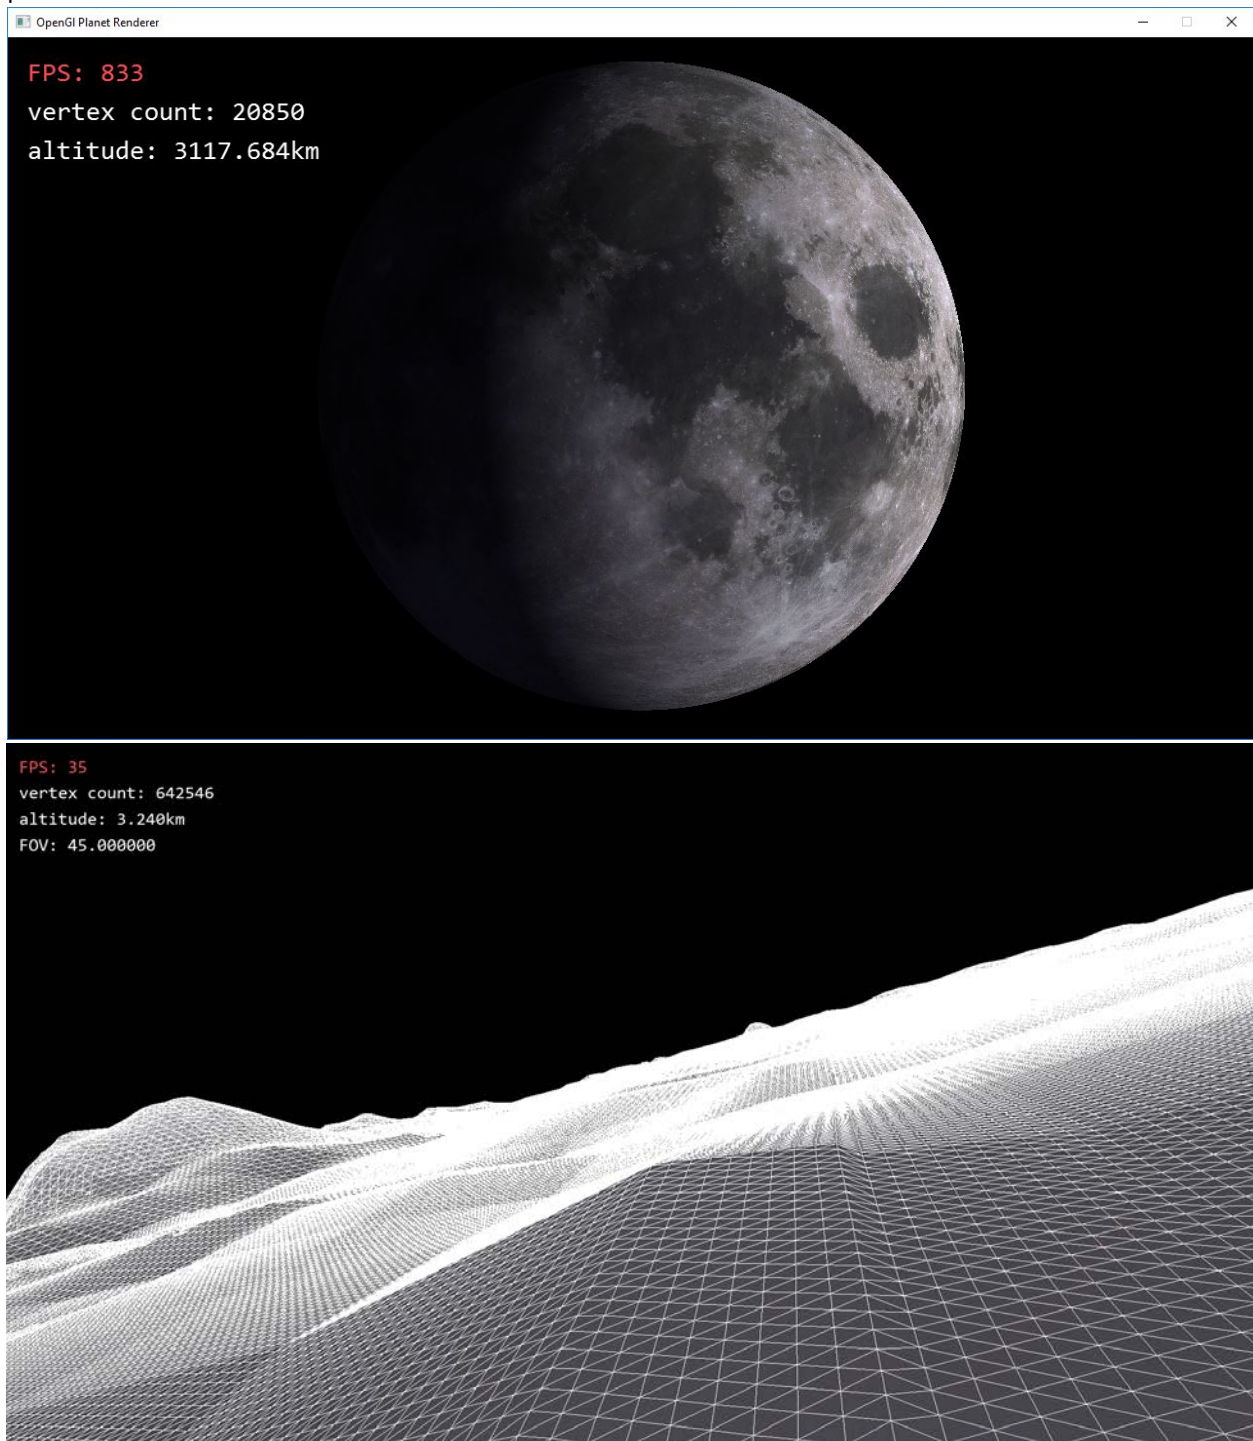 OpenGl Planet Renderer
FPS: 833
vertex count: 20850
altitude: 3117.684km
FPS: 35
vertex count: 642546
altitude: 3.240km
FOV: 45.000000